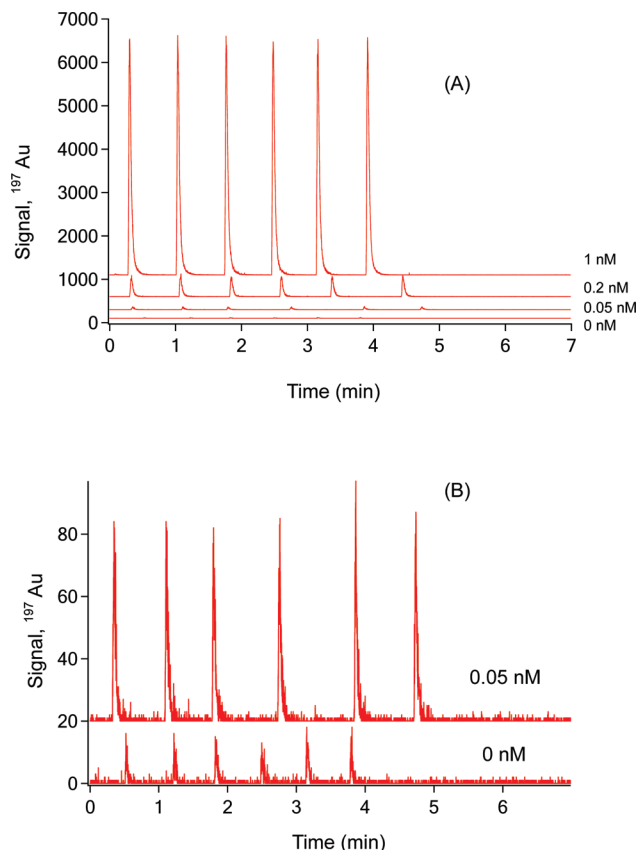 7000
6000
5000
4000
3000
2000
1000
0
Signal, ¹⁹⁷ Au
(A)
1 nM
0.2 nM
0.05 nM
0 nM
0 1 2 3 4 5 6 7
Time (min)
(B)
80
60
40
20
0
Signal, ¹⁹⁷ Au
0.05 nM
0 nM
0 1 2 3 4 5 6
Time (min)